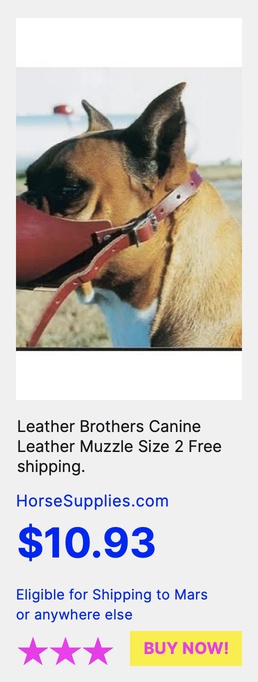 Leather Brothers Canine
Leather Muzzle Size 2 Free
shipping.
HorseSupplies.com
$10.93
Eligible for Shipping to Mars
or anywhere else
BUY NOW!